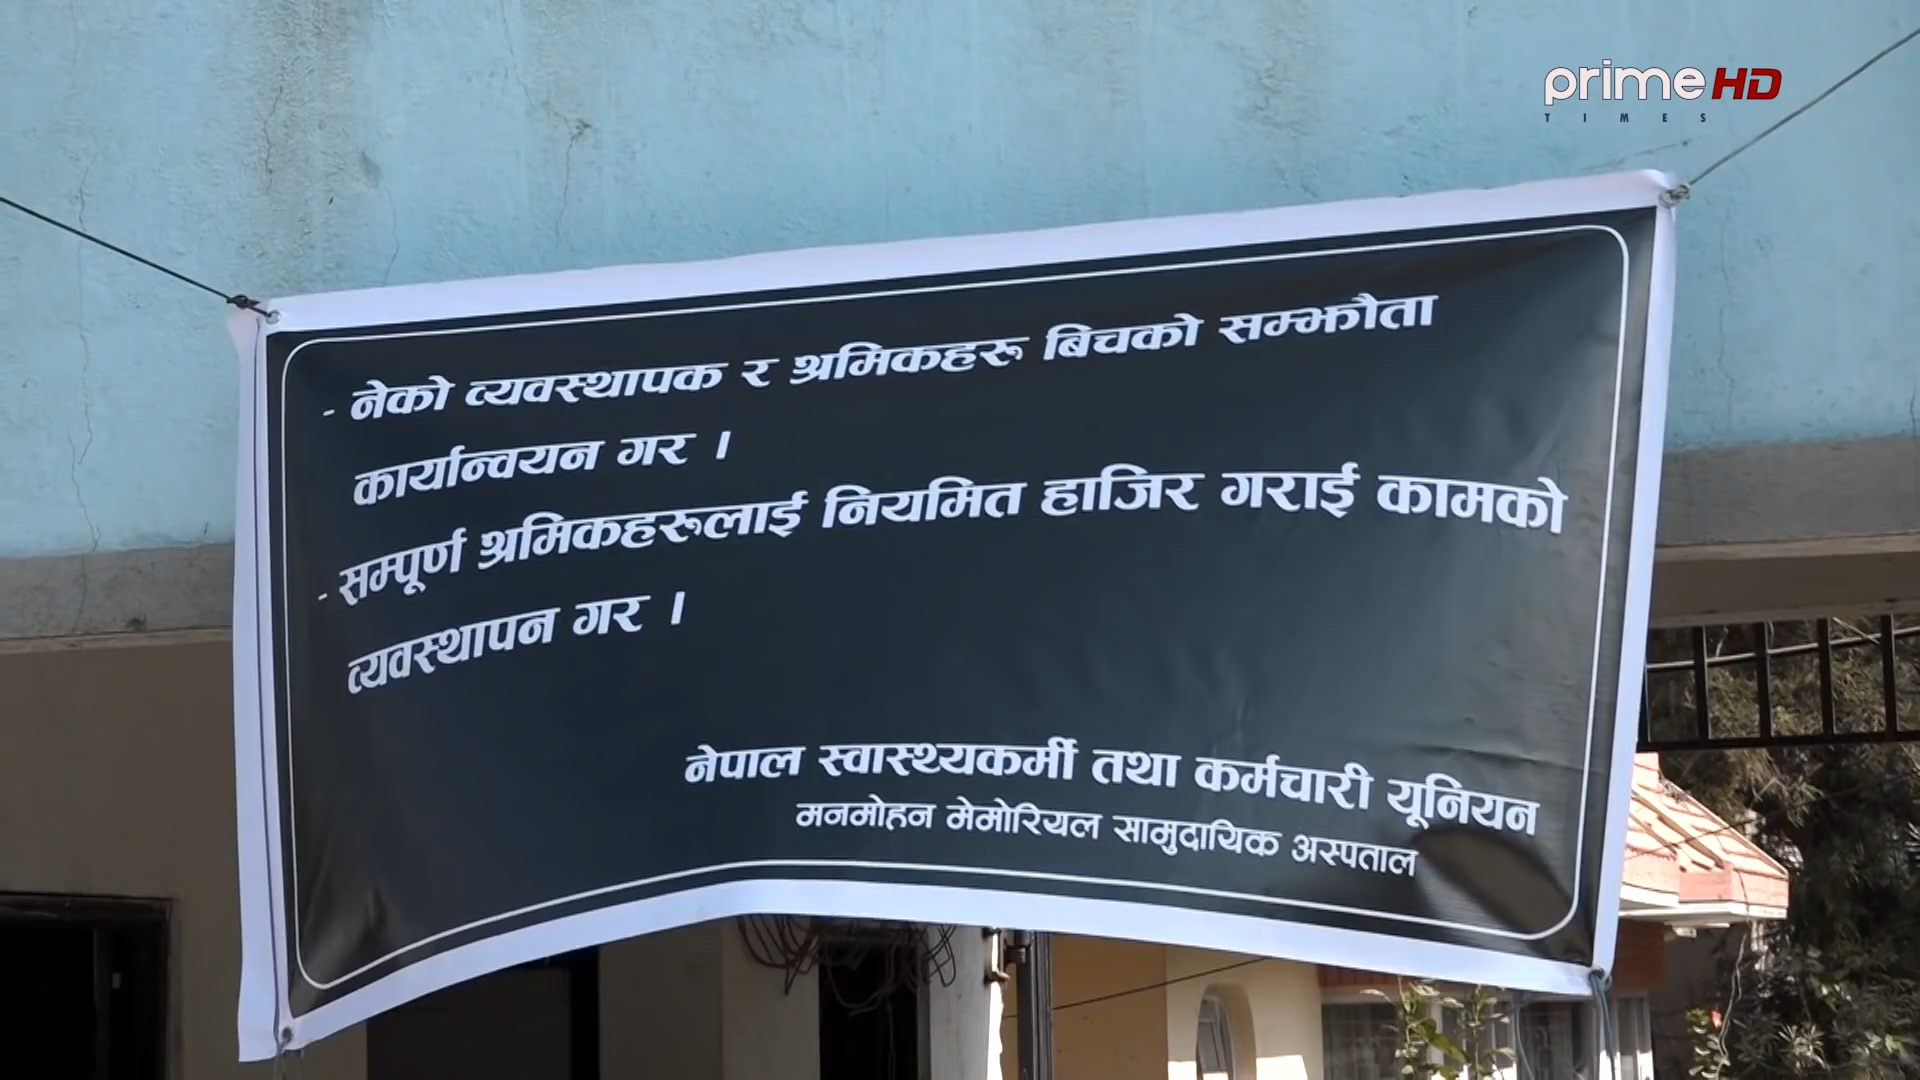 prime HD
TIMES
- नेको व्यवस्थापक र श्रमिकहरू बिचको सम्झौता
कार्यान्वयन गर ।
- सम्पूर्ण श्रमिकहरूलाई नियमित हाजिर गराई कामको
व्यवस्थापन गर ।
नेपाल स्वास्थ्यकर्मी तथा कर्मचारी यूनियन
मनमोहन मेमोरियल सामुदायिक अस्पताल